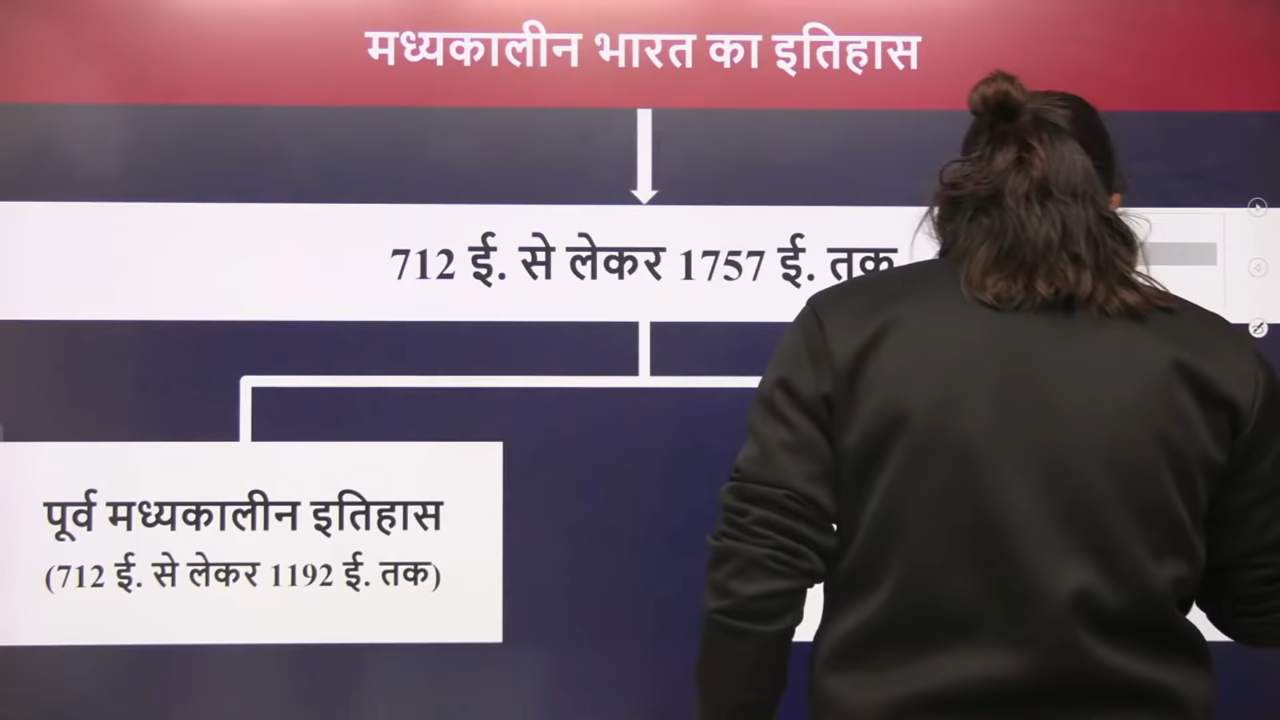 मध्यकालीन भारत का इतिहास
712 ई. से लेकर 1757 ई. तक
पूर्व मध्यकालीन इतिहास
(712 ई. से लेकर 1192 ई. तक)